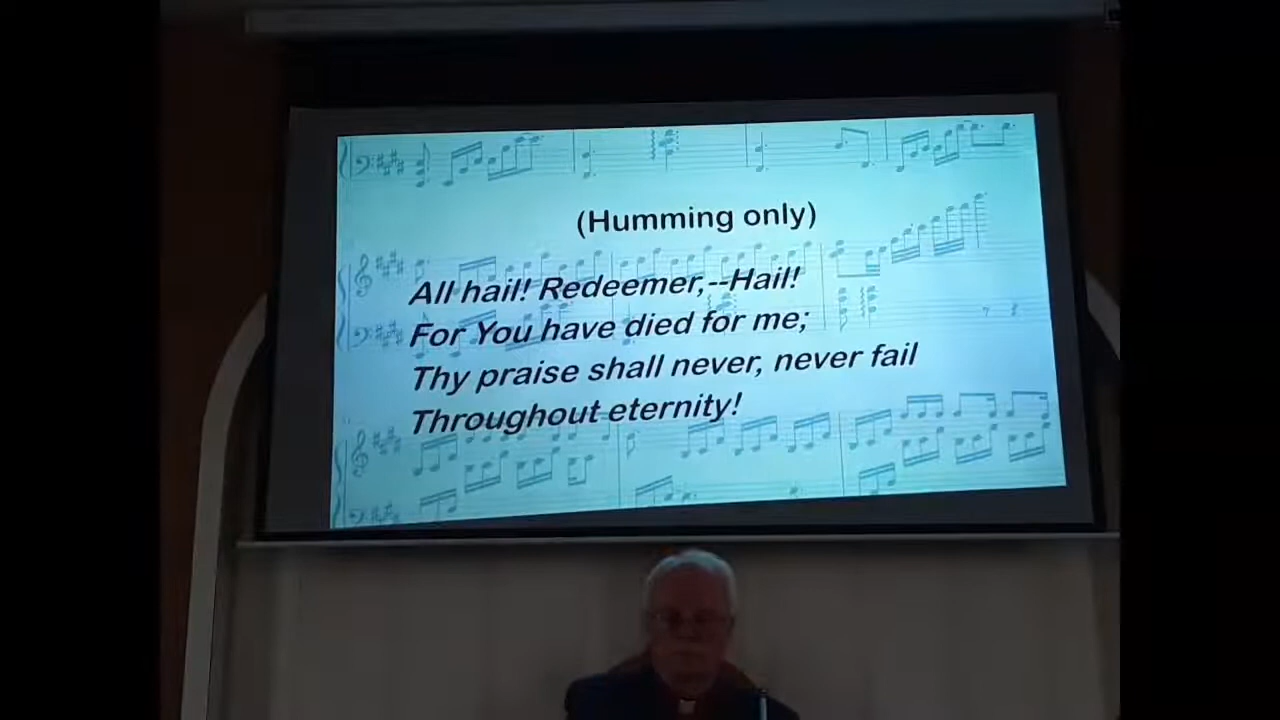 (Humming only)
All hail! Redeemer,--Hail!
For You have died for me;
Thy praise shall never, never fail
Throughout eternity!